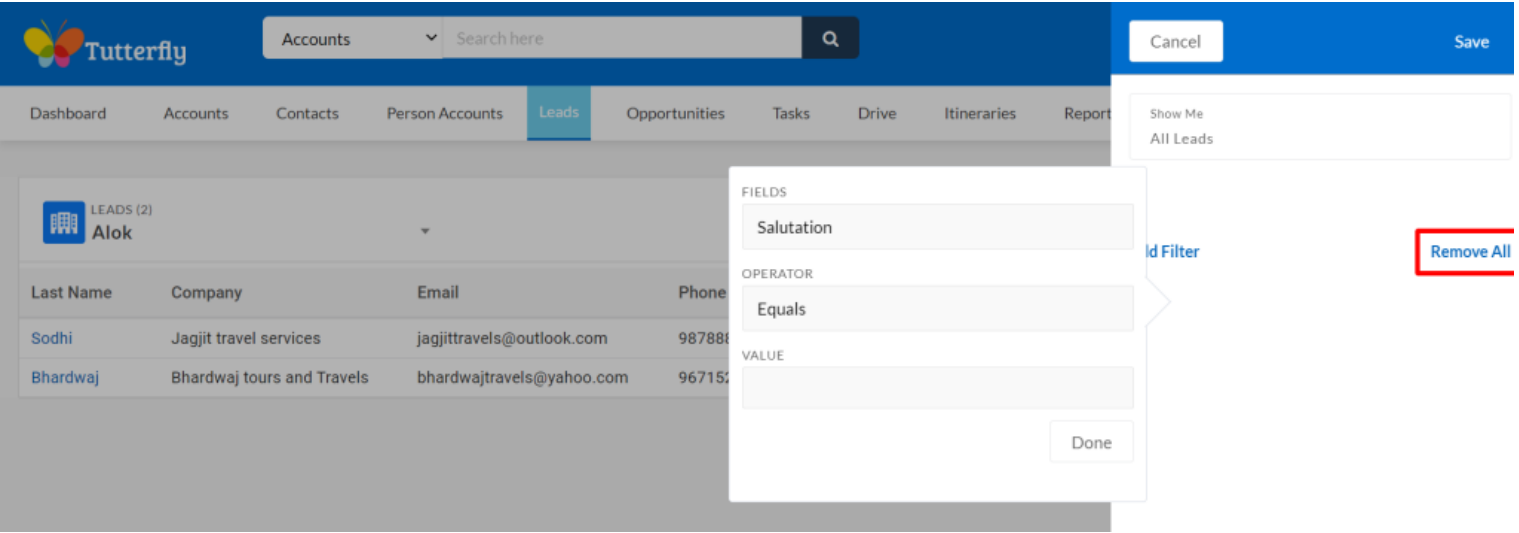 Tutterfly
Accounts
Search here
Cancel
Save
Dashboard Accounts Contacts Person Accounts Leads Opportunities Tasks Drive Itineraries Report
Show Me
All Leads
LEADS (2)
Alok
FIELDS
Salutation
OPERATOR
Equals
VALUE
Done
ld Filter
Remove All
Last Name Company Email Phone
Sodhi Jagjit travel services jagjittravels@outlook.com 98788
Bhardwaj Bhardwaj tours and Travels bhardwajtravels@yahoo.com 96715